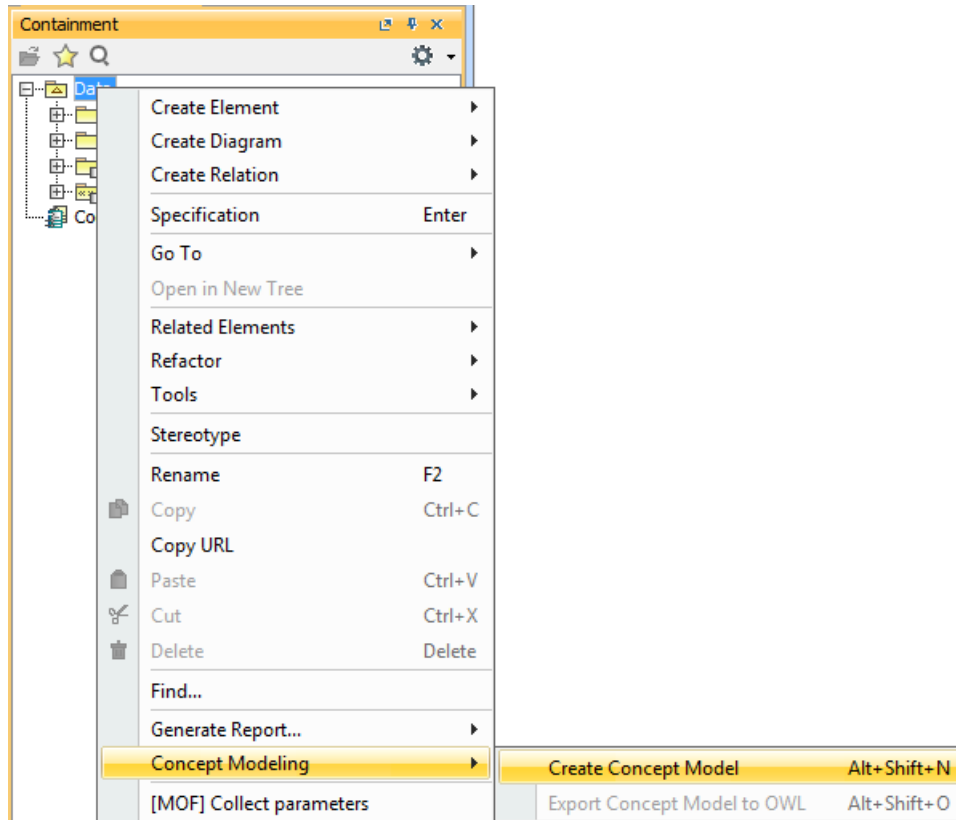 Containment
Data
Co
Create Element
Create Diagram
Create Relation
Specification Enter
Go To
Open in New Tree
Related Elements
Refactor
Tools
Stereotype
Rename F2
Copy Ctrl+C
Copy URL
Paste Ctrl+V
Cut Ctrl+X
Delete Delete
Find...
Generate Report...
Concept Modeling
Create Concept Model Alt+Shift+N
[MOF] Collect parameters
Export Concept Model to OWL Alt+Shift+O